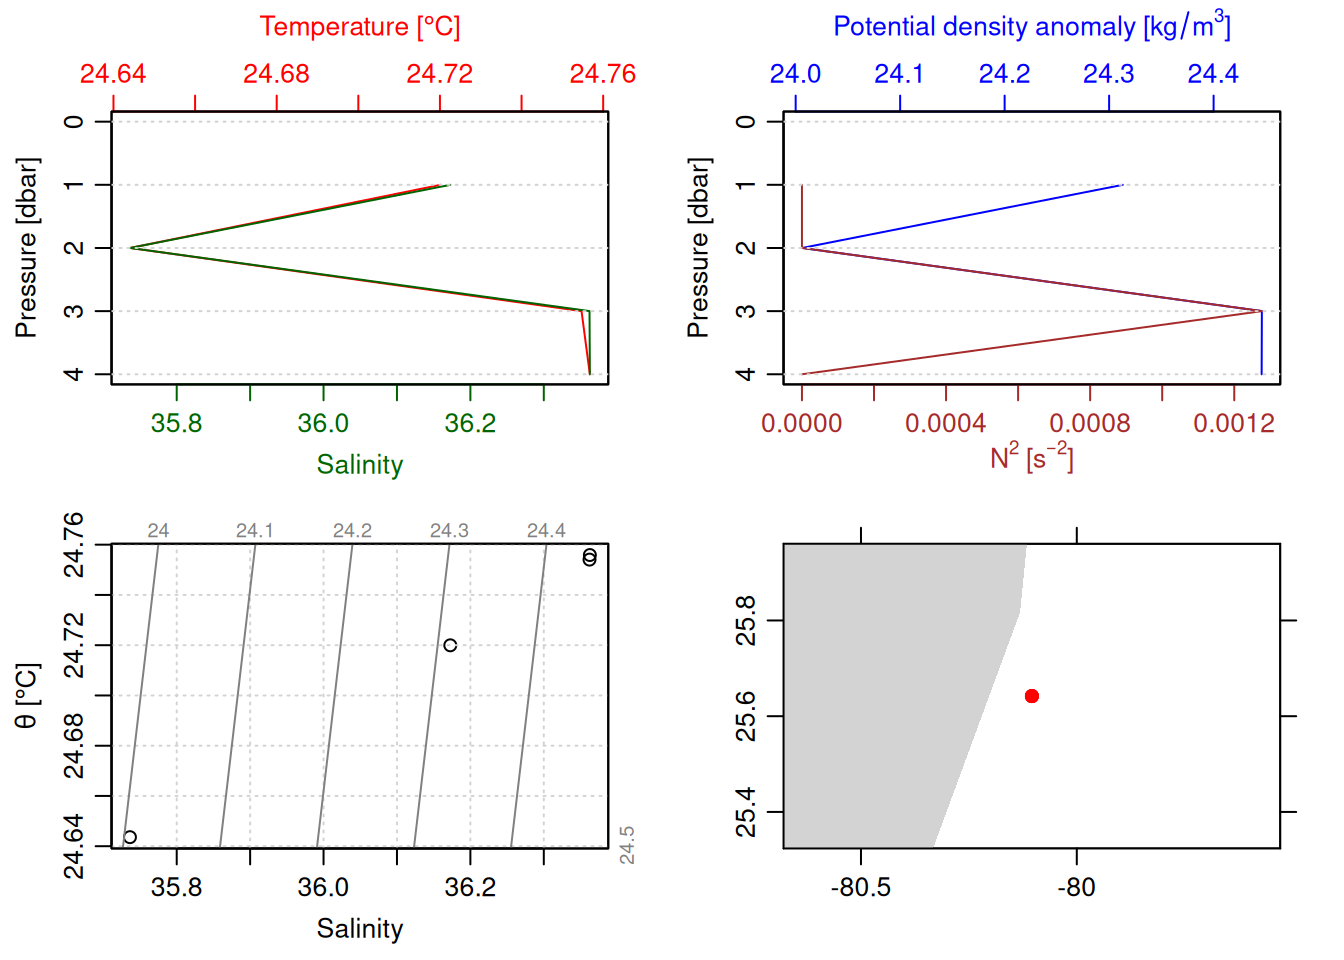 Temperature [°C]
24.64 24.68 24.72 24.76
Pressure [dbar]
0
1
2
3
4
35.8 36.0 36.2
Salinity
Potential density anomaly [kg/m³]
24.0 24.1 24.2 24.3 24.4
Pressure [dbar]
0
1
2
3
4
0.0000 0.0004 0.0008 0.0012
N² [s⁻²]
24 24.1 24.2 24.3 24.4
θ [°C]
24.76
24.72
24.68
24.64
24.5
35.8 36.0 36.2
Salinity
25.8
25.6
25.4
-80.5 -80